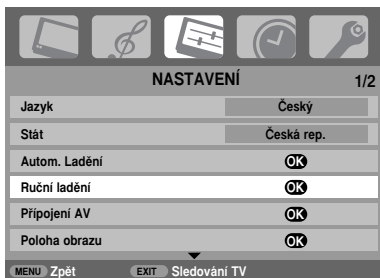 NASTAVENÍ 1/2
Jazyk Český
Stát Česká rep.
Autom. Ladění OK
Ruční ladění OK
Přípojení AV OK
Poloha obrazu OK
MENU Zpět EXIT Sledování TV